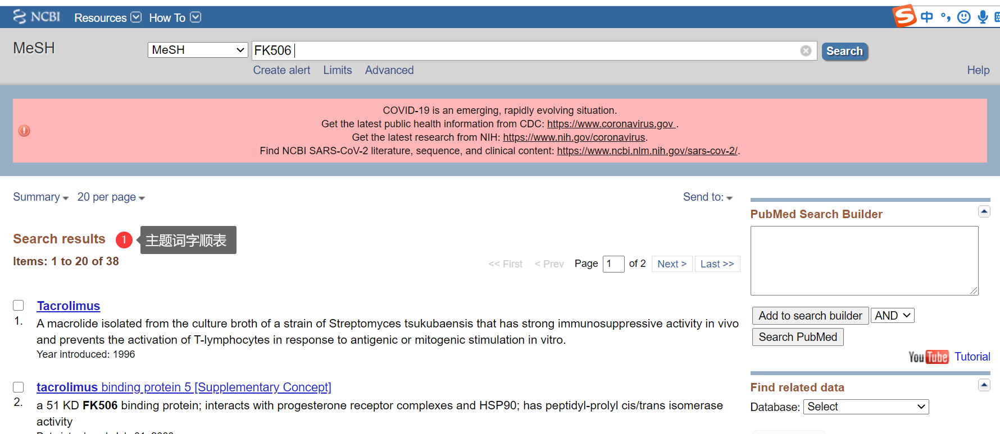 NCBI Resources How To
中
MeSH MeSH FK506 Search
Create alert Limits Advanced Help
COVID-19 is an emerging, rapidly evolving situation.
Get the latest public health information from CDC: https://www.coronavirus.gov .
Get the latest research from NIH: https://www.nih.gov/coronavirus.
Find NCBI SARS-CoV-2 literature, sequence, and clinical content: https://www.ncbi.nlm.nih.gov/sars-cov-2/.
Summary 20 per page Send to:
Search results 1 主题词字顺表
Items: 1 to 20 of 38
<< First < Prev Page 1 of 2 Next > Last >>
Tacrolimus
1. A macrolide isolated from the culture broth of a strain of Streptomyces tsukubaensis that has strong immunosuppressive activity in vivo
and prevents the activation of T-lymphocytes in response to antigenic or mitogenic stimulation in vitro.
Year introduced: 1996
tacrolimus binding protein 5 [Supplementary Concept]
2. a 51 KD FK506 binding protein; interacts with progesterone receptor complexes and HSP90; has peptidyl-prolyl cis/trans isomerase
activity
PubMed Search Builder
Add to search builder AND
Search PubMed
YouTube Tutorial
Find related data
Database: Select